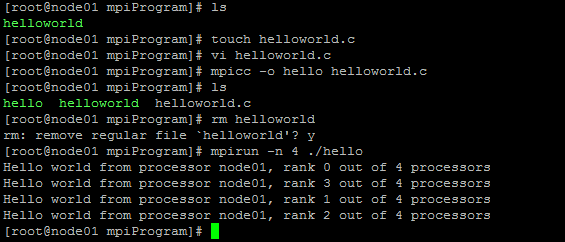 [root@node01 mpiProgram]# ls
helloworld
[root@node01 mpiProgram]# touch helloworld.c
[root@node01 mpiProgram]# vi helloworld.c
[root@node01 mpiProgram]# mpicc -o hello helloworld.c
[root@node01 mpiProgram]# ls
hello  helloworld  helloworld.c
[root@node01 mpiProgram]# rm helloworld
rm: remove regular file `helloworld'? y
[root@node01 mpiProgram]# mpirun -n 4 ./hello
Hello world from processor node01, rank 0 out of 4 processors
Hello world from processor node01, rank 3 out of 4 processors
Hello world from processor node01, rank 1 out of 4 processors
Hello world from processor node01, rank 2 out of 4 processors
[root@node01 mpiProgram]#